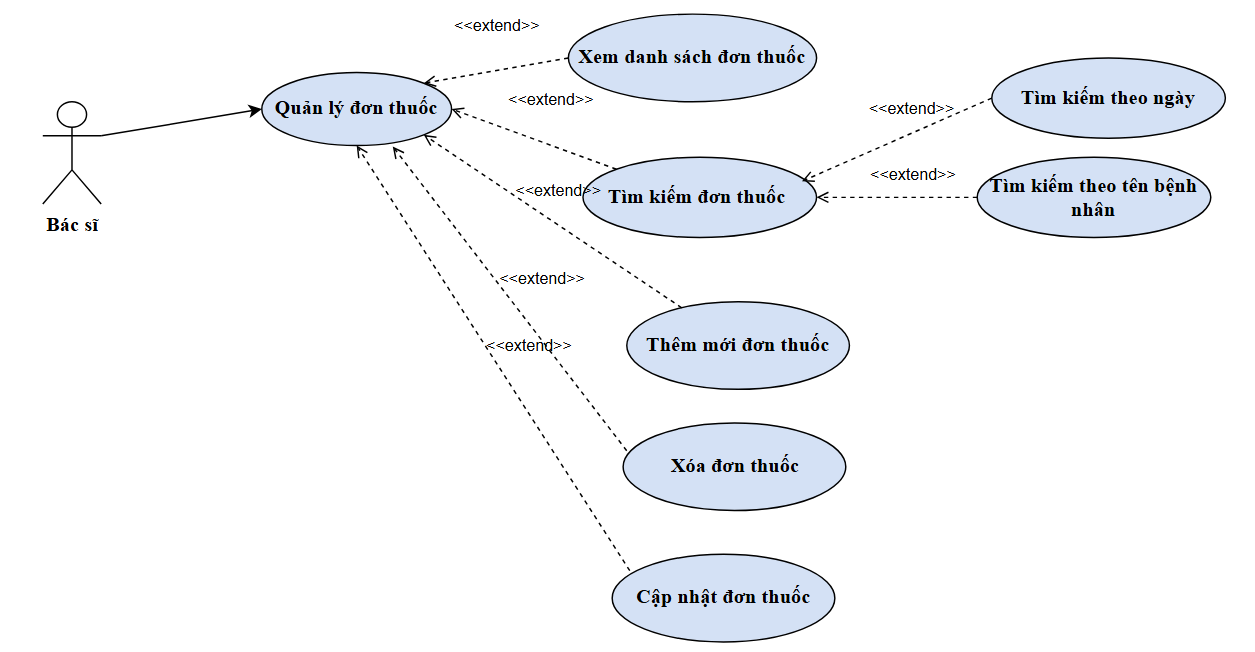 <<extend>>
Xem danh sách đơn thuốc
Quản lý đơn thuốc
<<extend>>
<<extend>>
Tìm kiếm theo ngày
<<extend>>
Tìm kiếm theo tên bệnh
nhân
<<extend>>
Tìm kiếm đơn thuốc
Bác sĩ
<<extend>>
<<extend>>
Thêm mới đơn thuốc
Xóa đơn thuốc
Cập nhật đơn thuốc